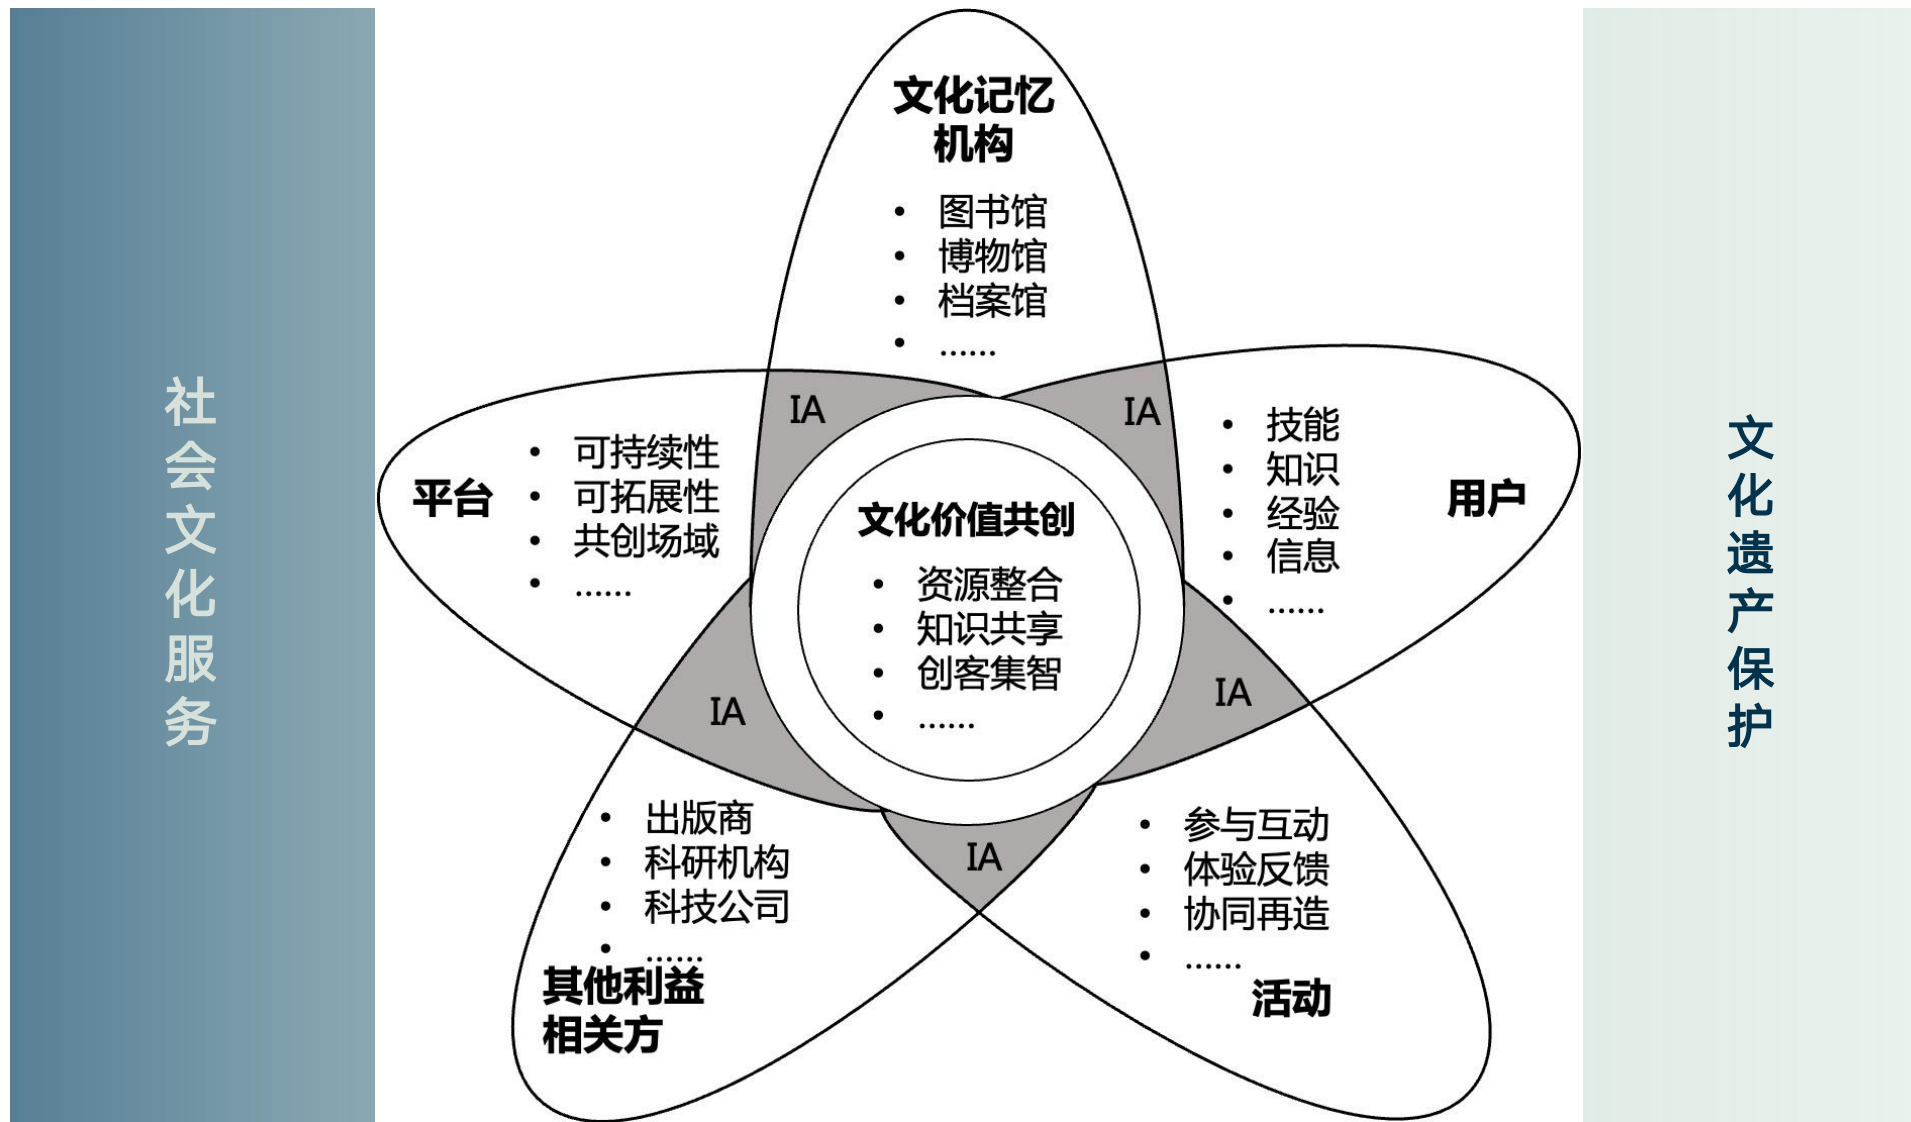 社会文化服务
文化记忆
机构
• 图书馆
• 博物馆
• 档案馆
• ……
IA
IA
平台
• 可持续性
• 可拓展性
• 共创场域
• ……
• 技能
• 知识
• 经验
• 信息
• ……
用户
文化价值共创
• 资源整合
• 知识共享
• 创客集智
• ……
IA
IA
IA
• 出版商
• 科研机构
• 科技公司
• ……
其他利益
相关方
• 参与互动
• 体验反馈
• 协同再造
• ……
活动
文化遗产保护